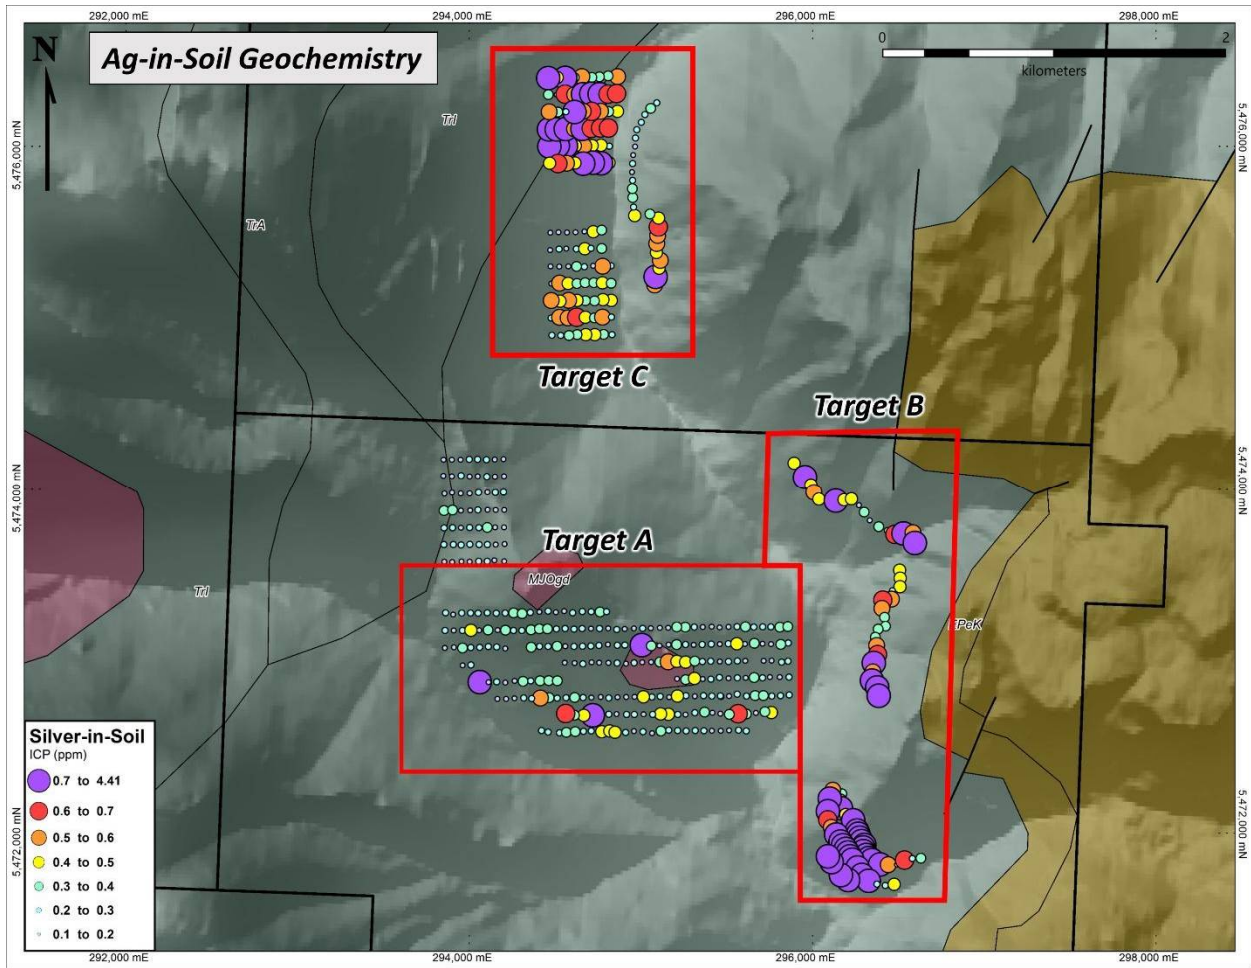 292,000 mE
294,000 mE
296,000 mE
298,000 mE
N
Ag-in-Soil Geochemistry
0
2
kilometers
TrI
5,476,000 mN
5,476,000 mN
TrA
Target C
Target B
5,474,000 mN
5,474,000 mN
Target A
MJOgd
TrI
PeK
Silver-in-Soil
ICP (ppm)
0.7 to 4.41
0.6 to 0.7
0.5 to 0.6
0.4 to 0.5
0.3 to 0.4
0.2 to 0.3
0.1 to 0.2
5,472,000 mN
5,472,000 mN
292,000 mE
294,000 mE
296,000 mE
298,000 mE